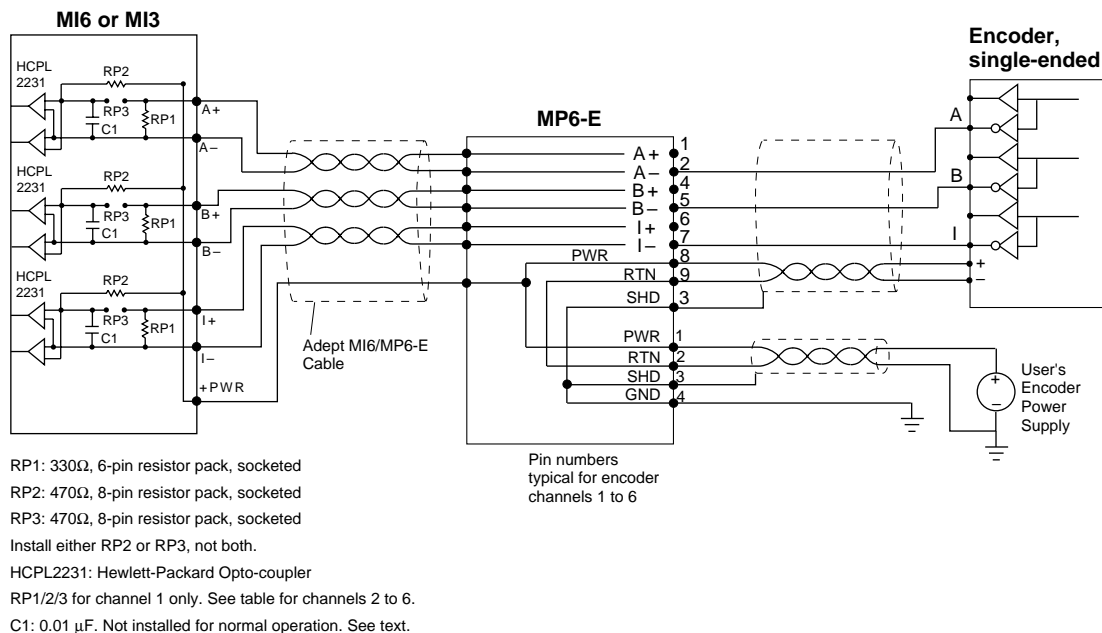 MI6 or MI3
HCPL
2231
RP2
RP3
RP1
C1
A+
A−
HCPL
2231
RP2
RP3
RP1
C1
B+
B−
HCPL
2231
RP2
RP3
RP1
C1
I+
I−
+PWR
Adept MI6/MP6-E
Cable
MP6-E
A+
1
A−
2
B+
4
B−
5
I+
6
I−
7
PWR
8
RTN
9
SHD
3
PWR
1
RTN
2
SHD
3
GND
4
Pin numbers
typical for encoder
channels 1 to 6
Encoder,
single-ended
A
B
I
+
−
+
−
User's
Encoder
Power
Supply
RP1: 330Ω, 6-pin resistor pack, socketed
RP2: 470Ω, 8-pin resistor pack, socketed
RP3: 470Ω, 8-pin resistor pack, socketed
Install either RP2 or RP3, not both.
HCPL2231: Hewlett-Packard Opto-coupler
RP1/2/3 for channel 1 only. See table for channels 2 to 6.
C1: 0.01 μF. Not installed for normal operation. See text.